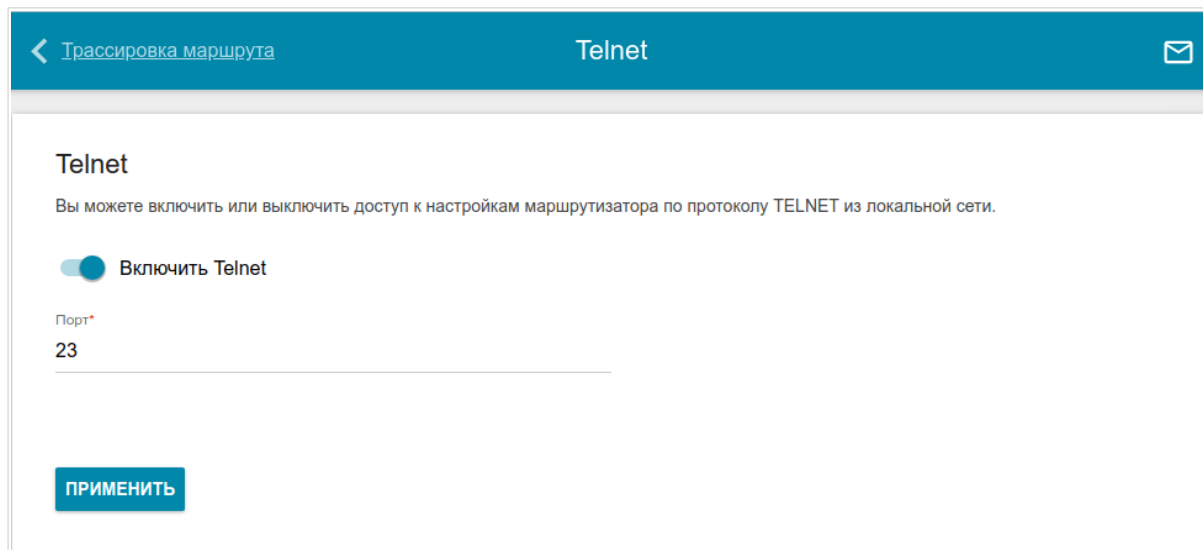 Трассировка маршрута
Telnet
Telnet
Вы можете включить или выключить доступ к настройкам маршрутизатора по протоколу TELNET из локальной сети.
Включить Telnet
Порт*
23
ПРИМЕНИТЬ